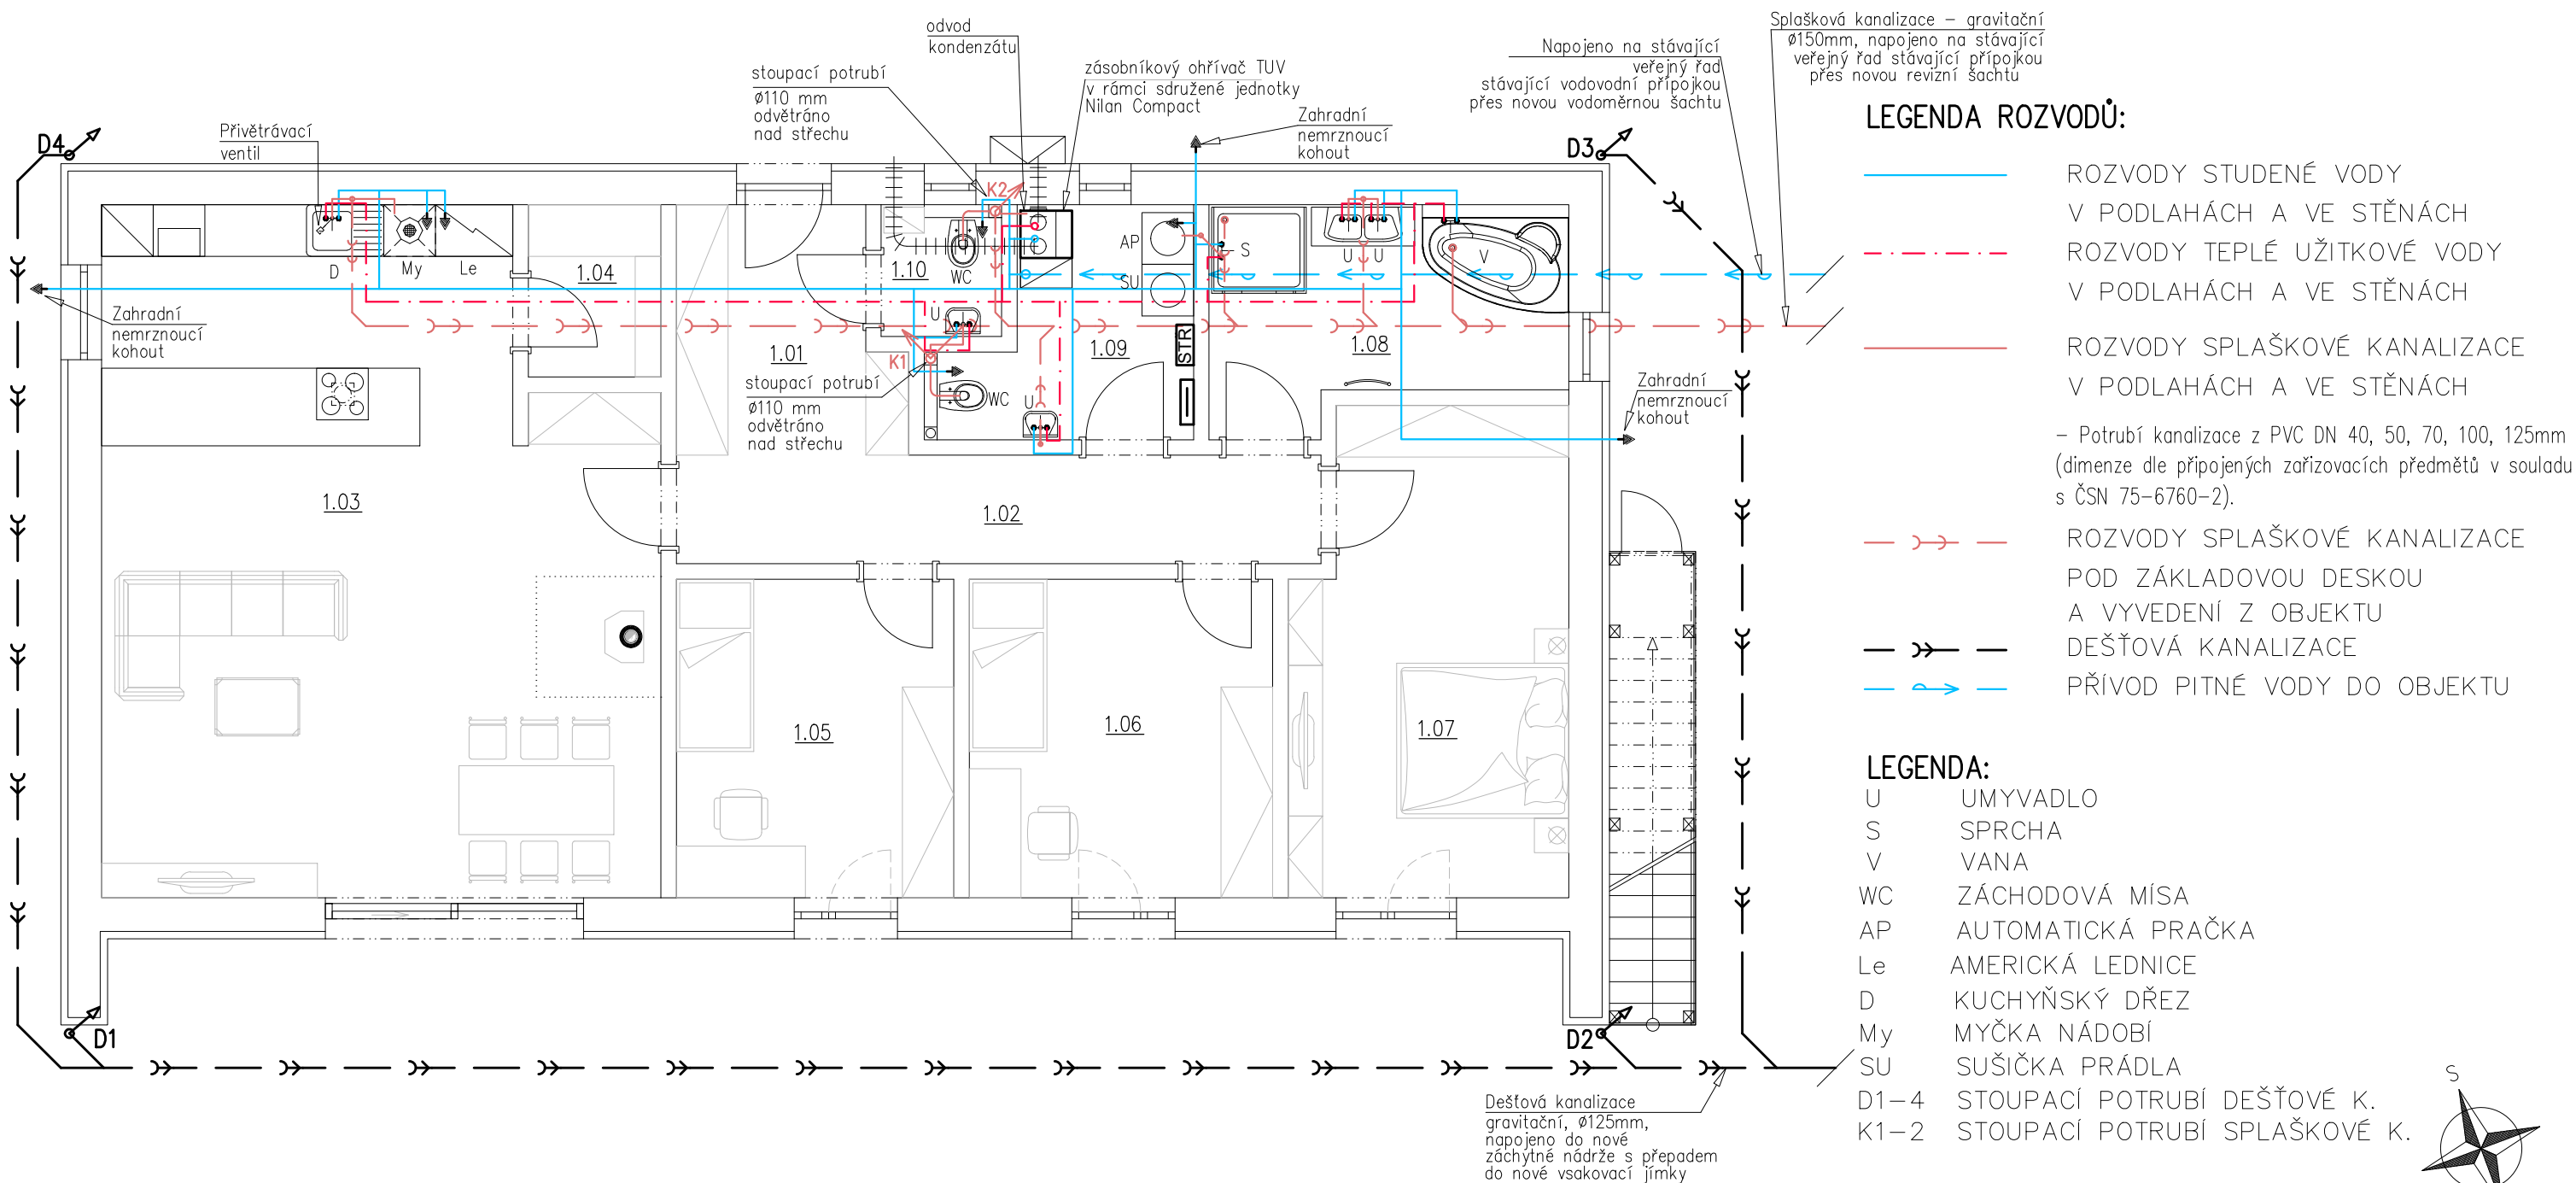 odvod
kondenzátu
stoupací potrubí
ø110 mm
odvětráno
nad střechu
zásobníkový ohřívač TUV
v rámci sdružené jednotky
Nilan Compact
Zahradní
nemrznoucí
kohout
Napojeno na stávající
veřejný řad
stávající vodovodní přípojkou
přes novou vodoměrnou šachtu
Splašková kanalizace – gravitační
ø150mm, napojeno na stávající
veřejný řad stávající přípojkou
přes novou revizní šachtu
D4
Přivětrávací
ventil
D3
K2
D
My
Le
1.04
1.10
WC
AP
SU
S
U
U
V
Zahradní
nemrznoucí
kohout
U
K1
1.01
1.09
STR
1.08
stoupací potrubí
ø110 mm
odvětráno
nad střechu
WC
U
Zahradní
nemrznoucí
kohout
1.03
1.02
1.05
1.06
1.07
D1
D2
Dešťová kanalizace
gravitační, ø125mm,
napojeno do nové
záchytné nádrže s přepadem
do nové vsakovací jímky
LEGENDA ROZVODŮ:
ROZVODY STUDENÉ VODY
V PODLAHÁCH A VE STĚNÁCH
ROZVODY TEPLÉ UŽITKOVÉ VODY
V PODLAHÁCH A VE STĚNÁCH
ROZVODY SPLAŠKOVÉ KANALIZACE
V PODLAHÁCH A VE STĚNÁCH
– Potrubí kanalizace z PVC DN 40, 50, 70, 100, 125mm
(dimenze dle připojených zařizovacích předmětů v souladu
s ČSN 75–6760–2).
ROZVODY SPLAŠKOVÉ KANALIZACE
POD ZÁKLADOVOU DESKOU
A VYVEDENÍ Z OBJEKTU
DEŠŤOVÁ KANALIZACE
PŘÍVOD PITNÉ VODY DO OBJEKTU
LEGENDA:
U UMYVADLO
S SPRCHA
V VANA
WC ZÁCHODOVÁ MÍSA
AP AUTOMATICKÁ PRAČKA
Le AMERICKÁ LEDNICE
D KUCHYŇSKÝ DŘEZ
My MYČKA NÁDOBÍ
SU SUŠIČKA PRÁDLA
D1–4 STOUPACÍ POTRUBÍ DEŠŤOVÉ K.
K1–2 STOUPACÍ POTRUBÍ SPLAŠKOVÉ K.
S